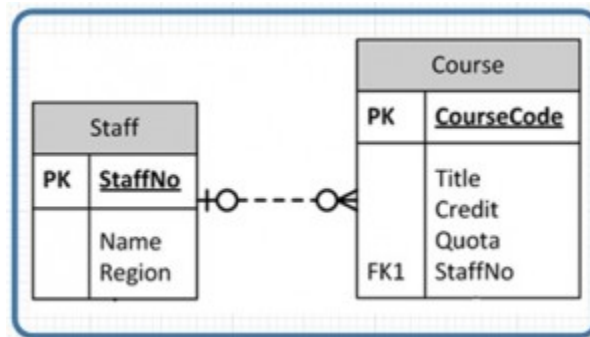 Staff
PK StaffNo
Name
Region
Course
PK CourseCode
Title
Credit
Quota
FK1 StaffNo